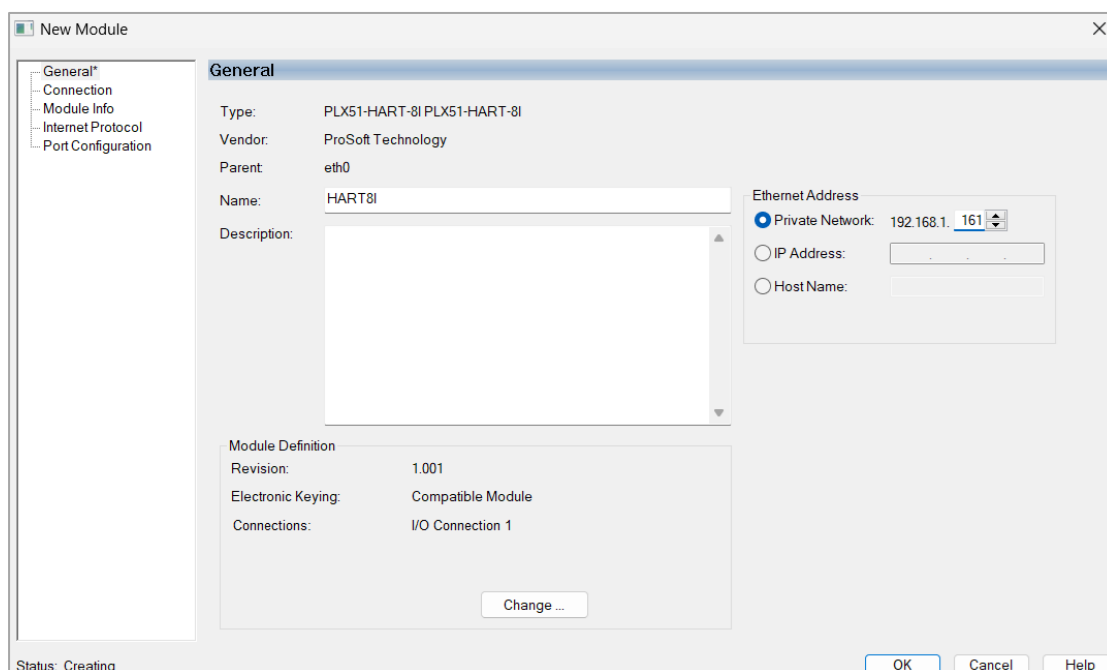 New Module
General*
Connection
Module Info
Internet Protocol
Port Configuration
General
Type: PLX51-HART-8I PLX51-HART-8I
Vendor: ProSoft Technology
Parent: eth0
Name: HART8I
Description:
Ethernet Address
Private Network: 192.168.1. 161
IP Address: . . .
Host Name:
Module Definition
Revision: 1.001
Electronic Keying: Compatible Module
Connections: I/O Connection 1
Change ...
Status: Creating
OK Cancel Help